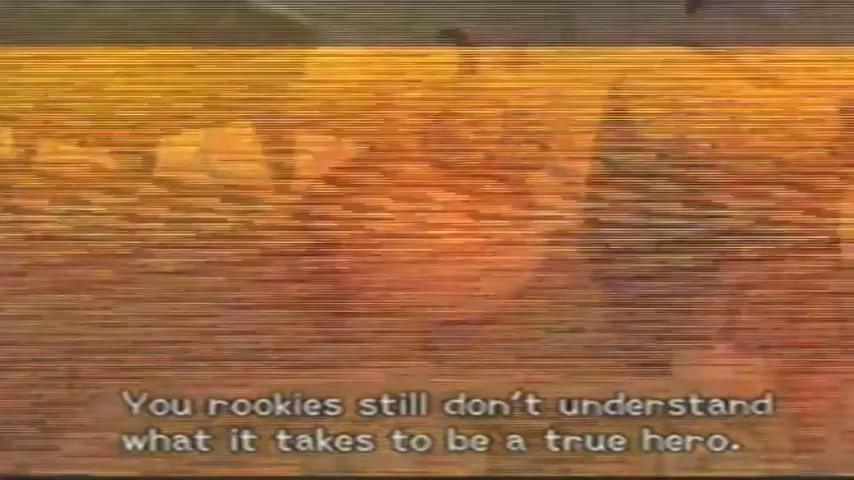 You rookies still don't understand
what it takes to be a true hero.